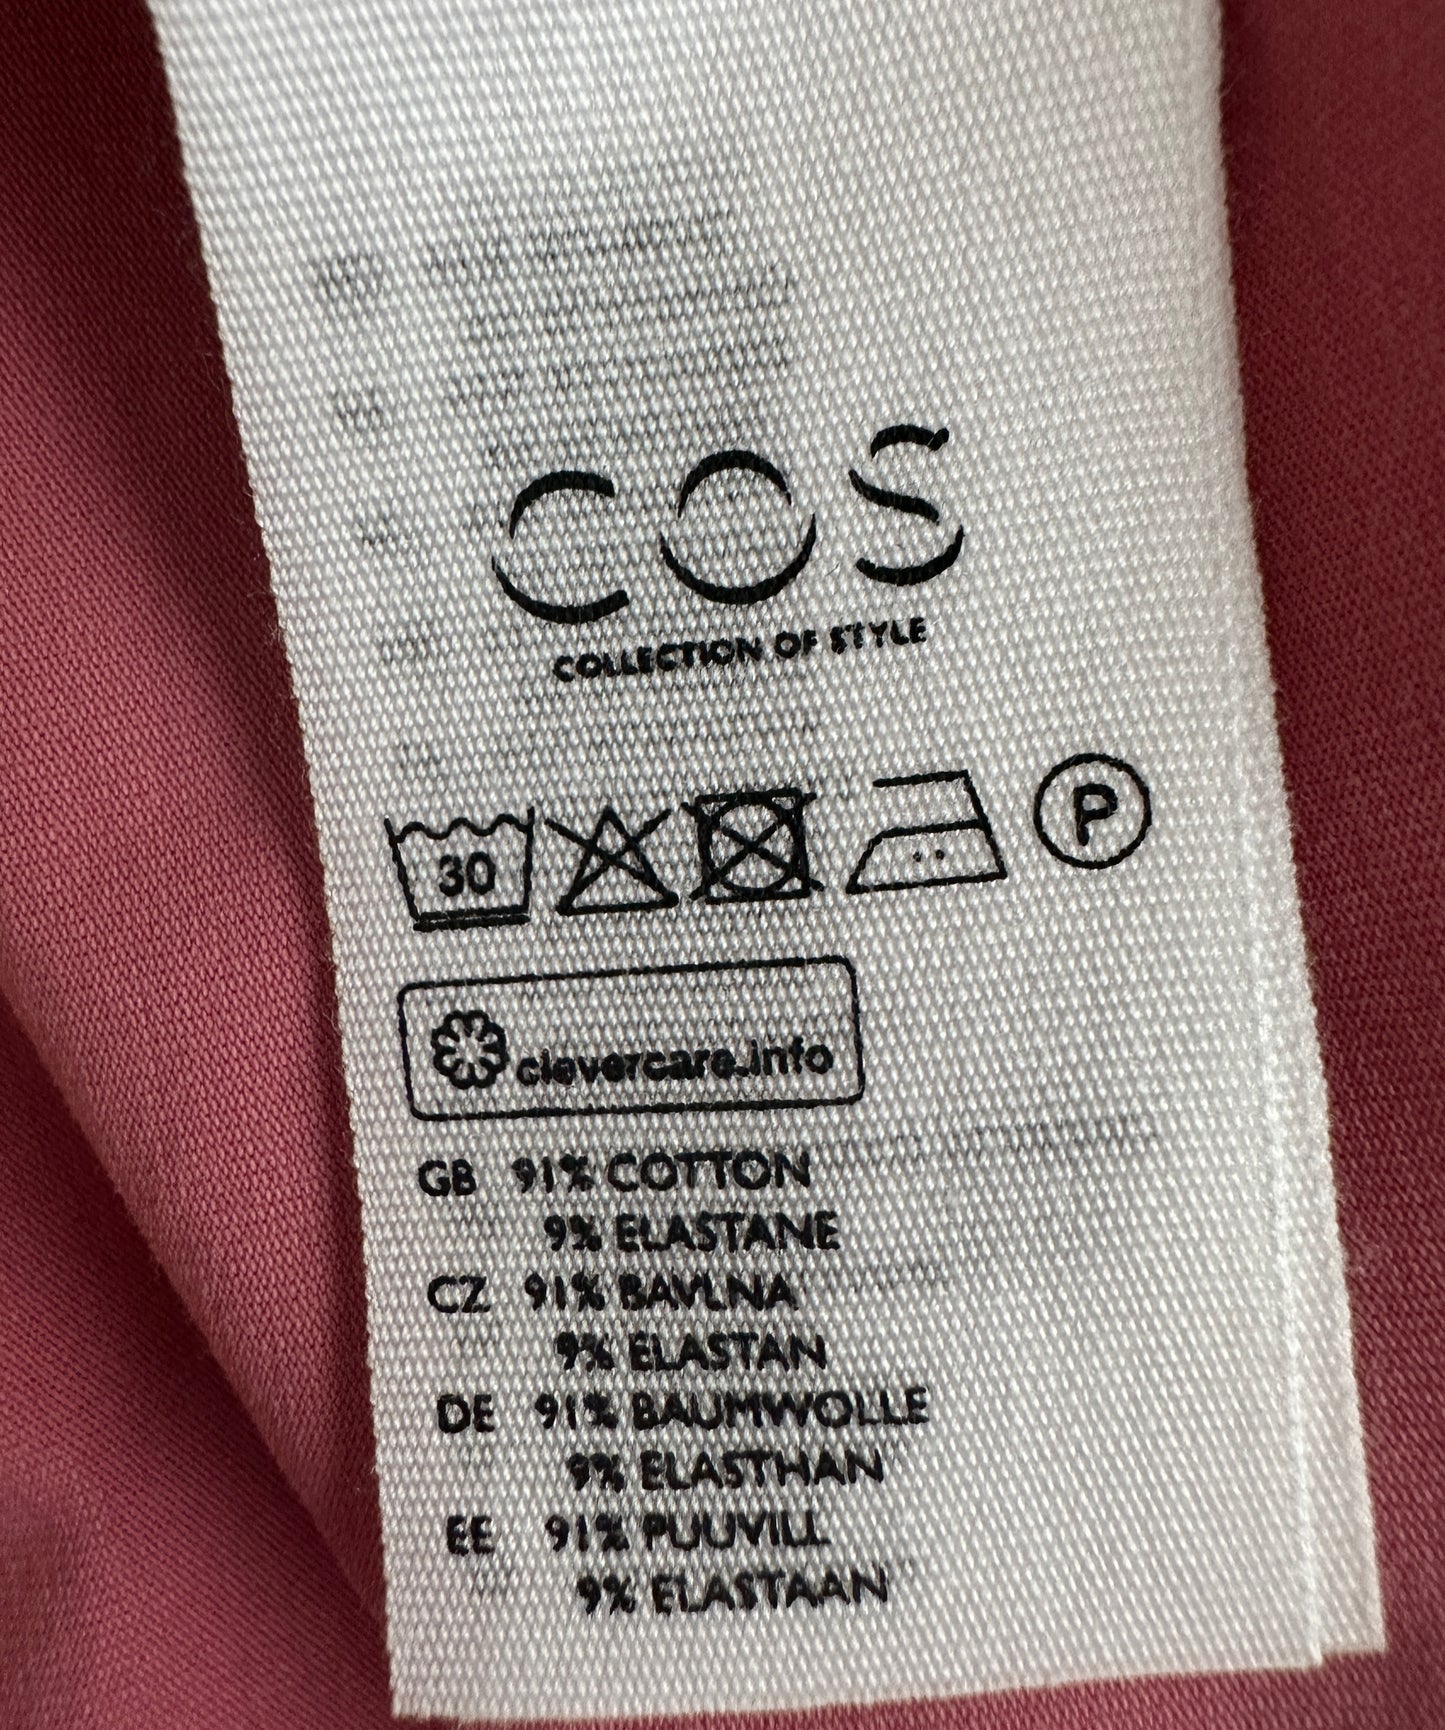 COS
COLLECTION OF STYLE
30
P
clevercare.info
GB 91% COTTON
9% ELASTANE
CZ 91% BAVLNA
9% ELASTAN
DE 91% BAUMWOLLE
9% ELASTHAN
EE 91% PUUVILL
9% ELASTAAN